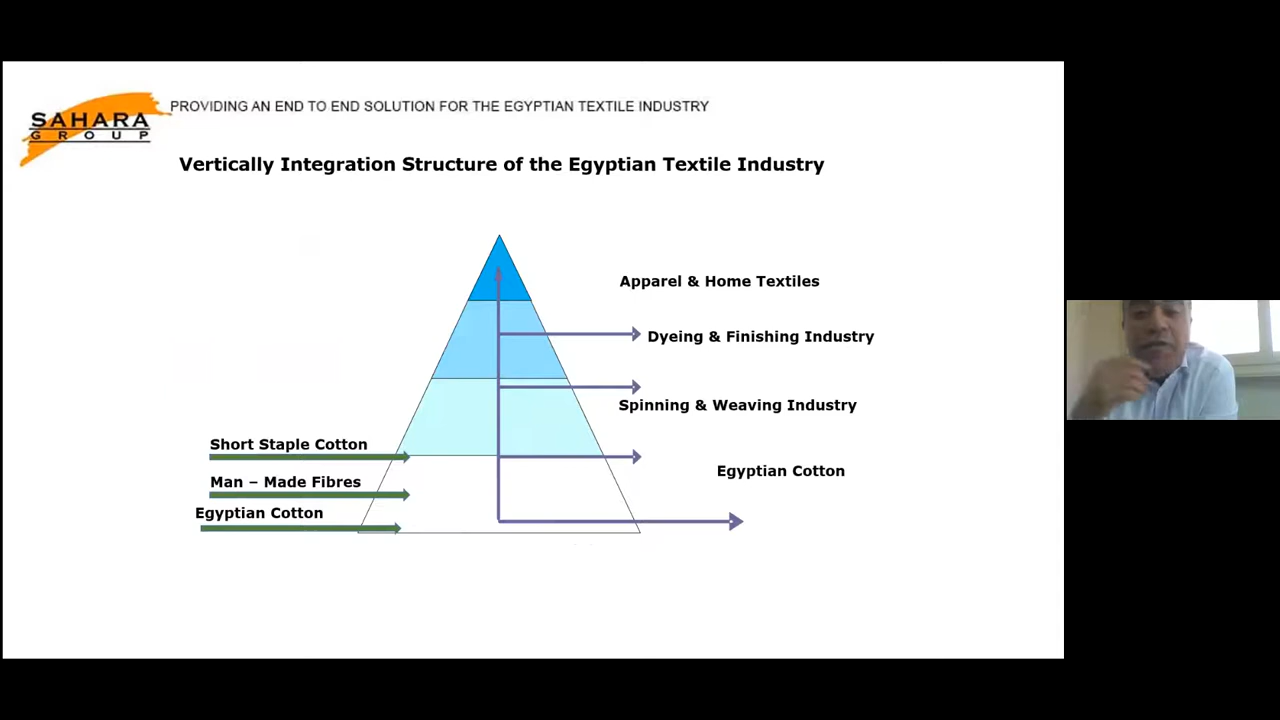 SAHARA
GROUP
PROVIDING AN END TO END SOLUTION FOR THE EGYPTIAN TEXTILE INDUSTRY
Vertically Integration Structure of the Egyptian Textile Industry
Apparel & Home Textiles
Dyeing & Finishing Industry
Spinning & Weaving Industry
Egyptian Cotton
Short Staple Cotton
Man – Made Fibres
Egyptian Cotton